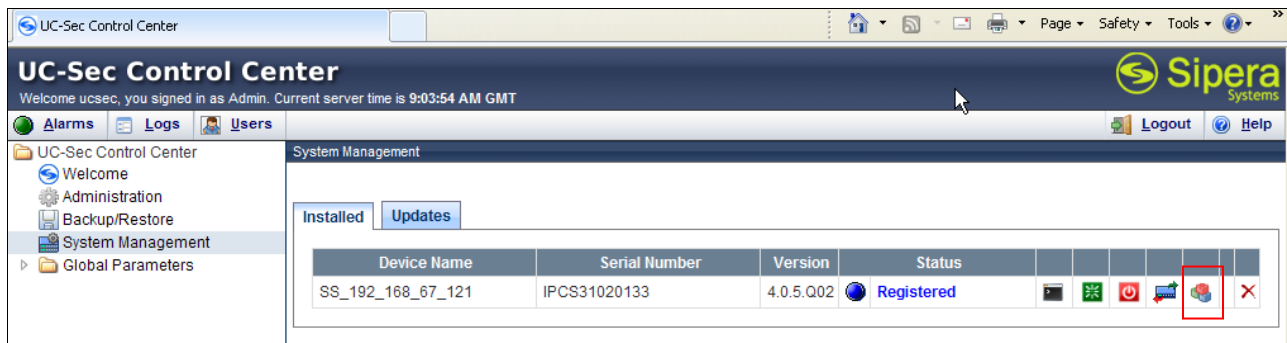 UC-Sec Control Center
Page Safety Tools »
UC-Sec Control Center
Sipera
Systems
Welcome ucsec, you signed in as Admin. Current server time is 9:03:54 AM GMT
Alarms Logs Users Logout Help
UC-Sec Control Center
System Management
Welcome
Administration
Backup/Restore
System Management
Global Parameters
Installed Updates
Device Name Serial Number Version Status
SS_192_168_67_121 IPCS31020133 4.0.5.Q02 Registered